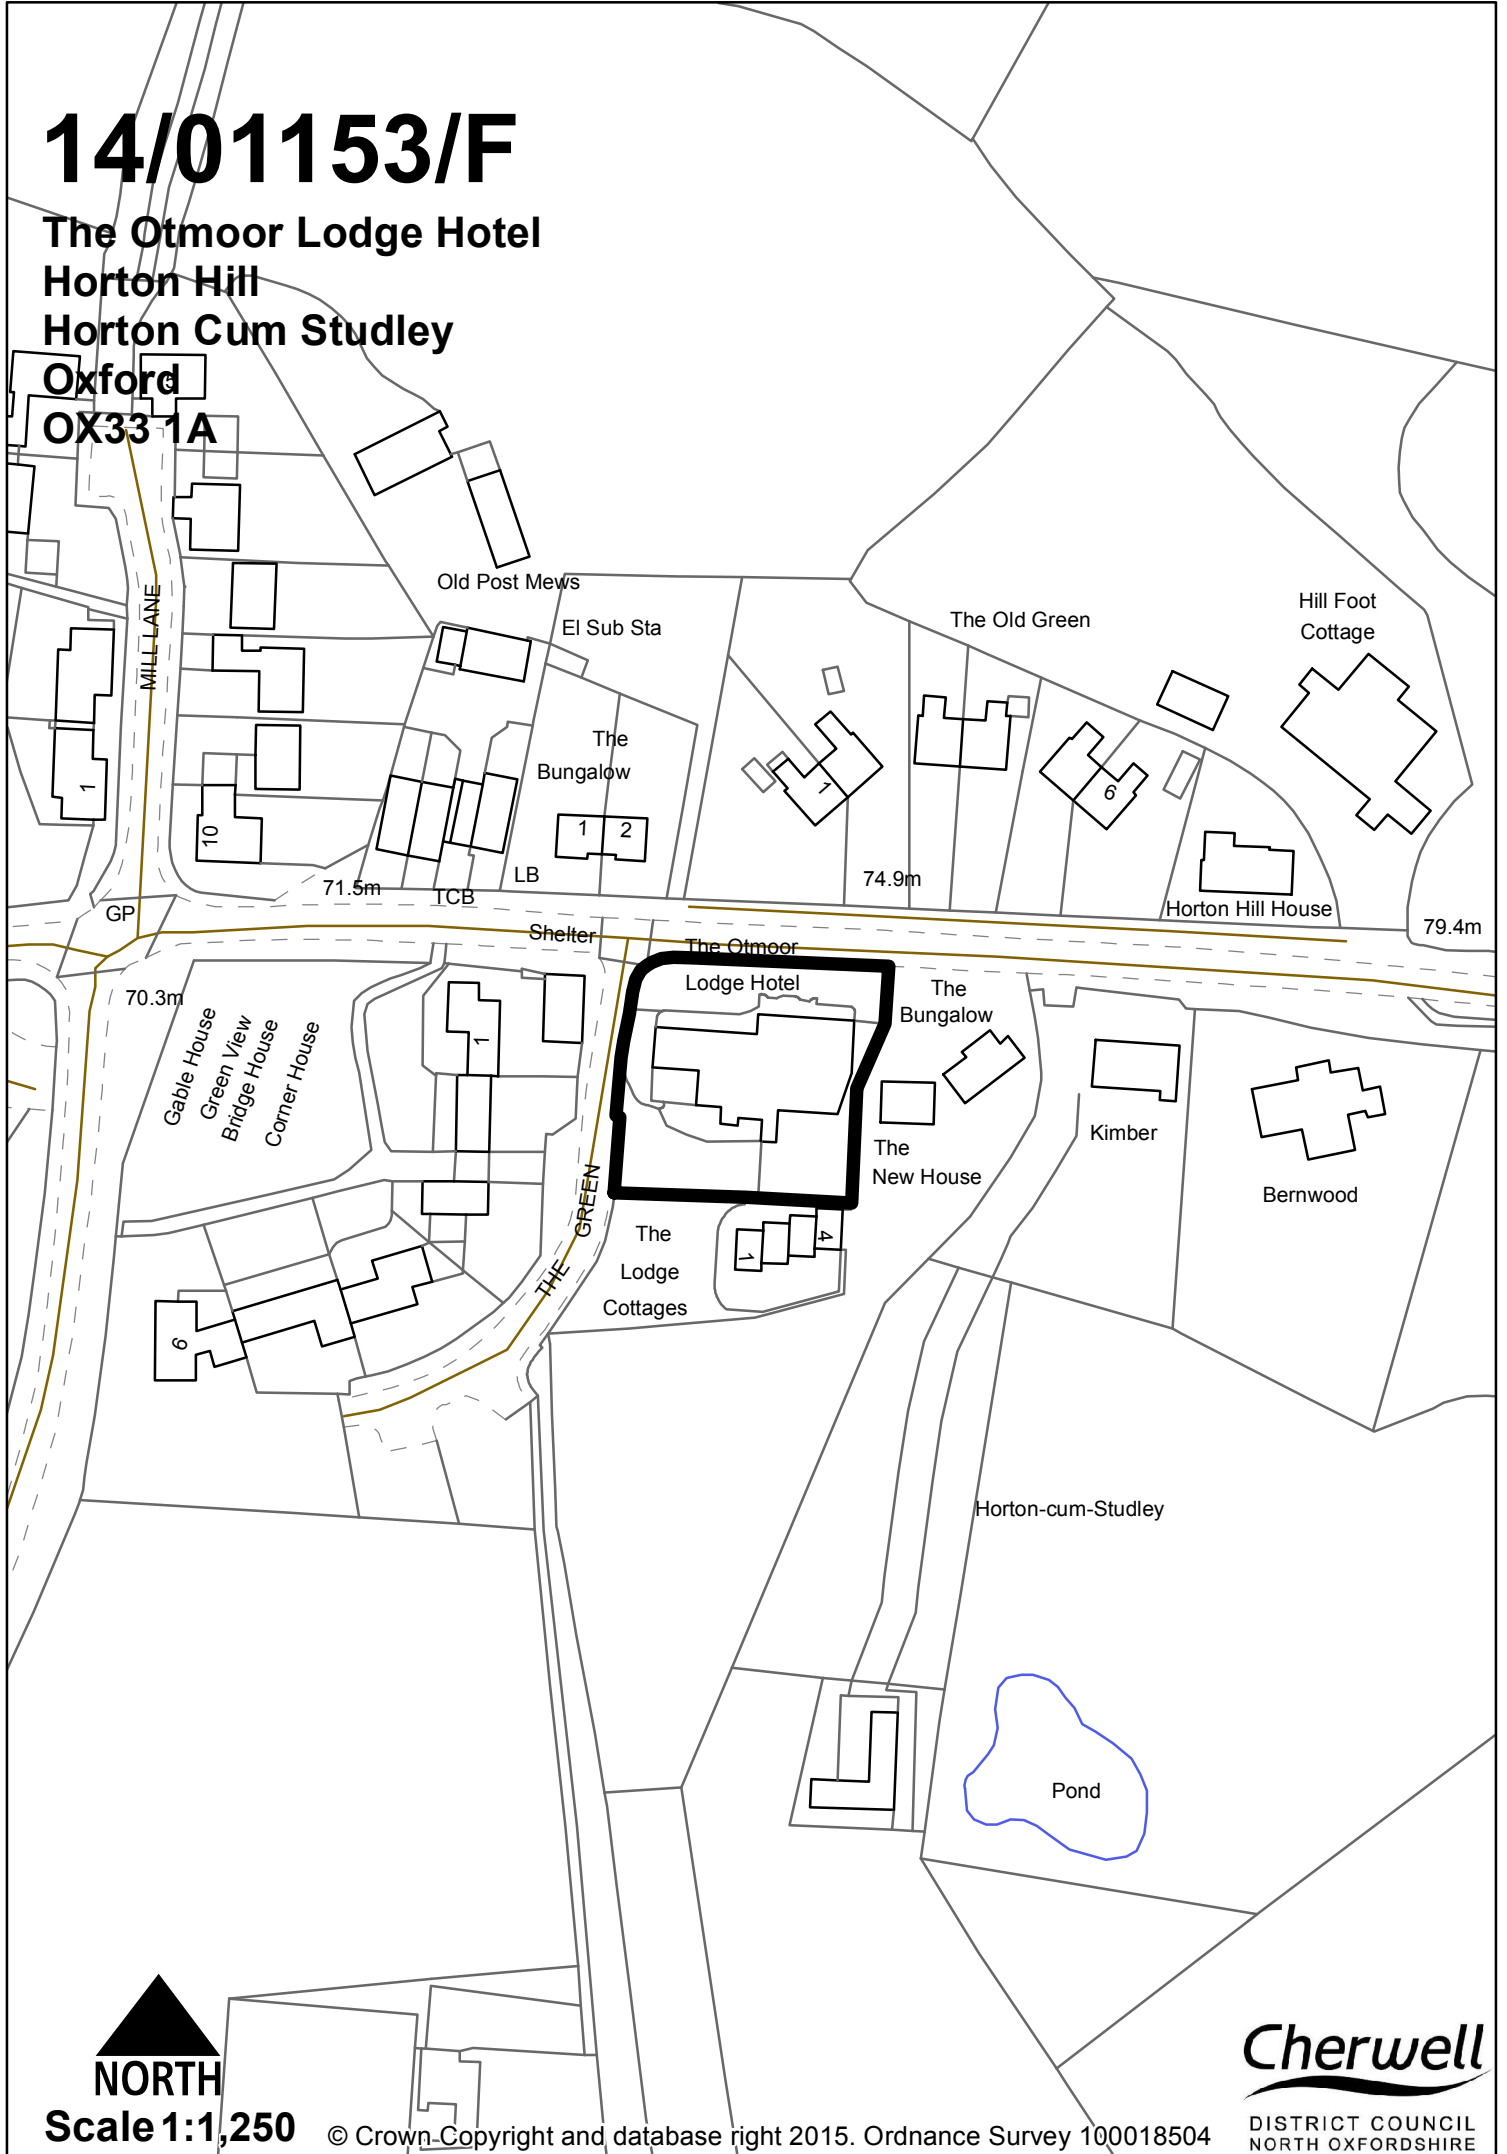 14/01153/F
The Otmoor Lodge Hotel
Horton Hill
Horton Cum Studley
Oxford
OX33 1A
Old Post Mews
El Sub Sta
The Old Green
Hill Foot
Cottage
MILL LANE
The
Bungalow
1
10
1
2
1
6
71.5m
TCB
LB
74.9m
Horton Hill House
79.4m
GP
Shelter
The Otmoor
Lodge Hotel
70.3m
The
Bungalow
Gable House
Green View
Bridge House
Corner House
1
Kimber
The
New House
Bernwood
THE GREEN
The
Lodge
Cottages
1
4
6
Horton-cum-Studley
Pond
NORTH
Scale 1:1,250
© Crown Copyright and database right 2015. Ordnance Survey 100018504
Cherwell
DISTRICT COUNCIL
NORTH OXFORDSHIRE